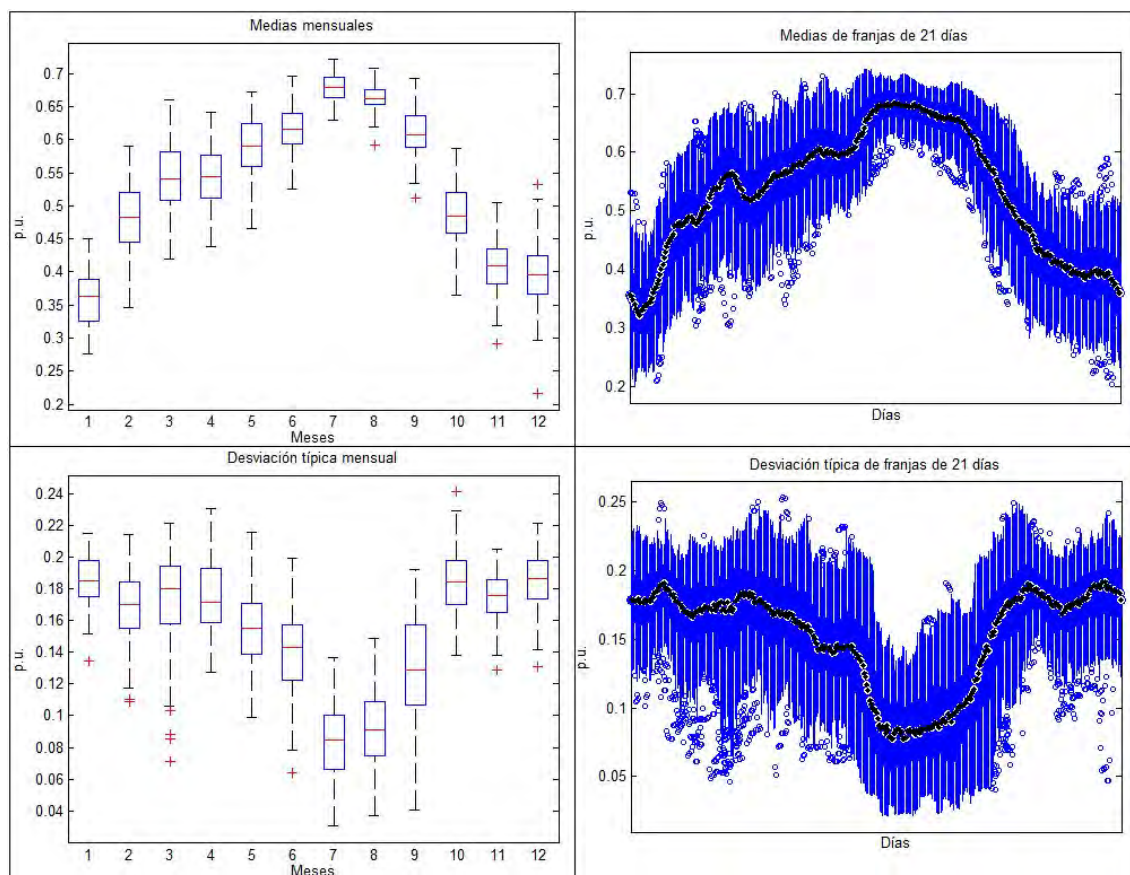 Medias mensuales
0.7
0.65
0.6
0.55
0.5
0.45
0.4
0.35
0.3
0.25
0.2
p.u.
1 2 3 4 5 6 7 8 9 10 11 12
Meses
Medias de franjas de 21 días
0.7
0.6
0.5
0.4
0.3
0.2
p.u.
Días
Desviación típica mensual
0.24
0.22
0.2
0.18
0.16
0.14
0.12
0.1
0.08
0.06
0.04
p.u.
1 2 3 4 5 6 7 8 9 10 11 12
Meses
Desviación típica de franjas de 21 días
0.25
0.2
0.15
0.1
0.05
p.u.
Días